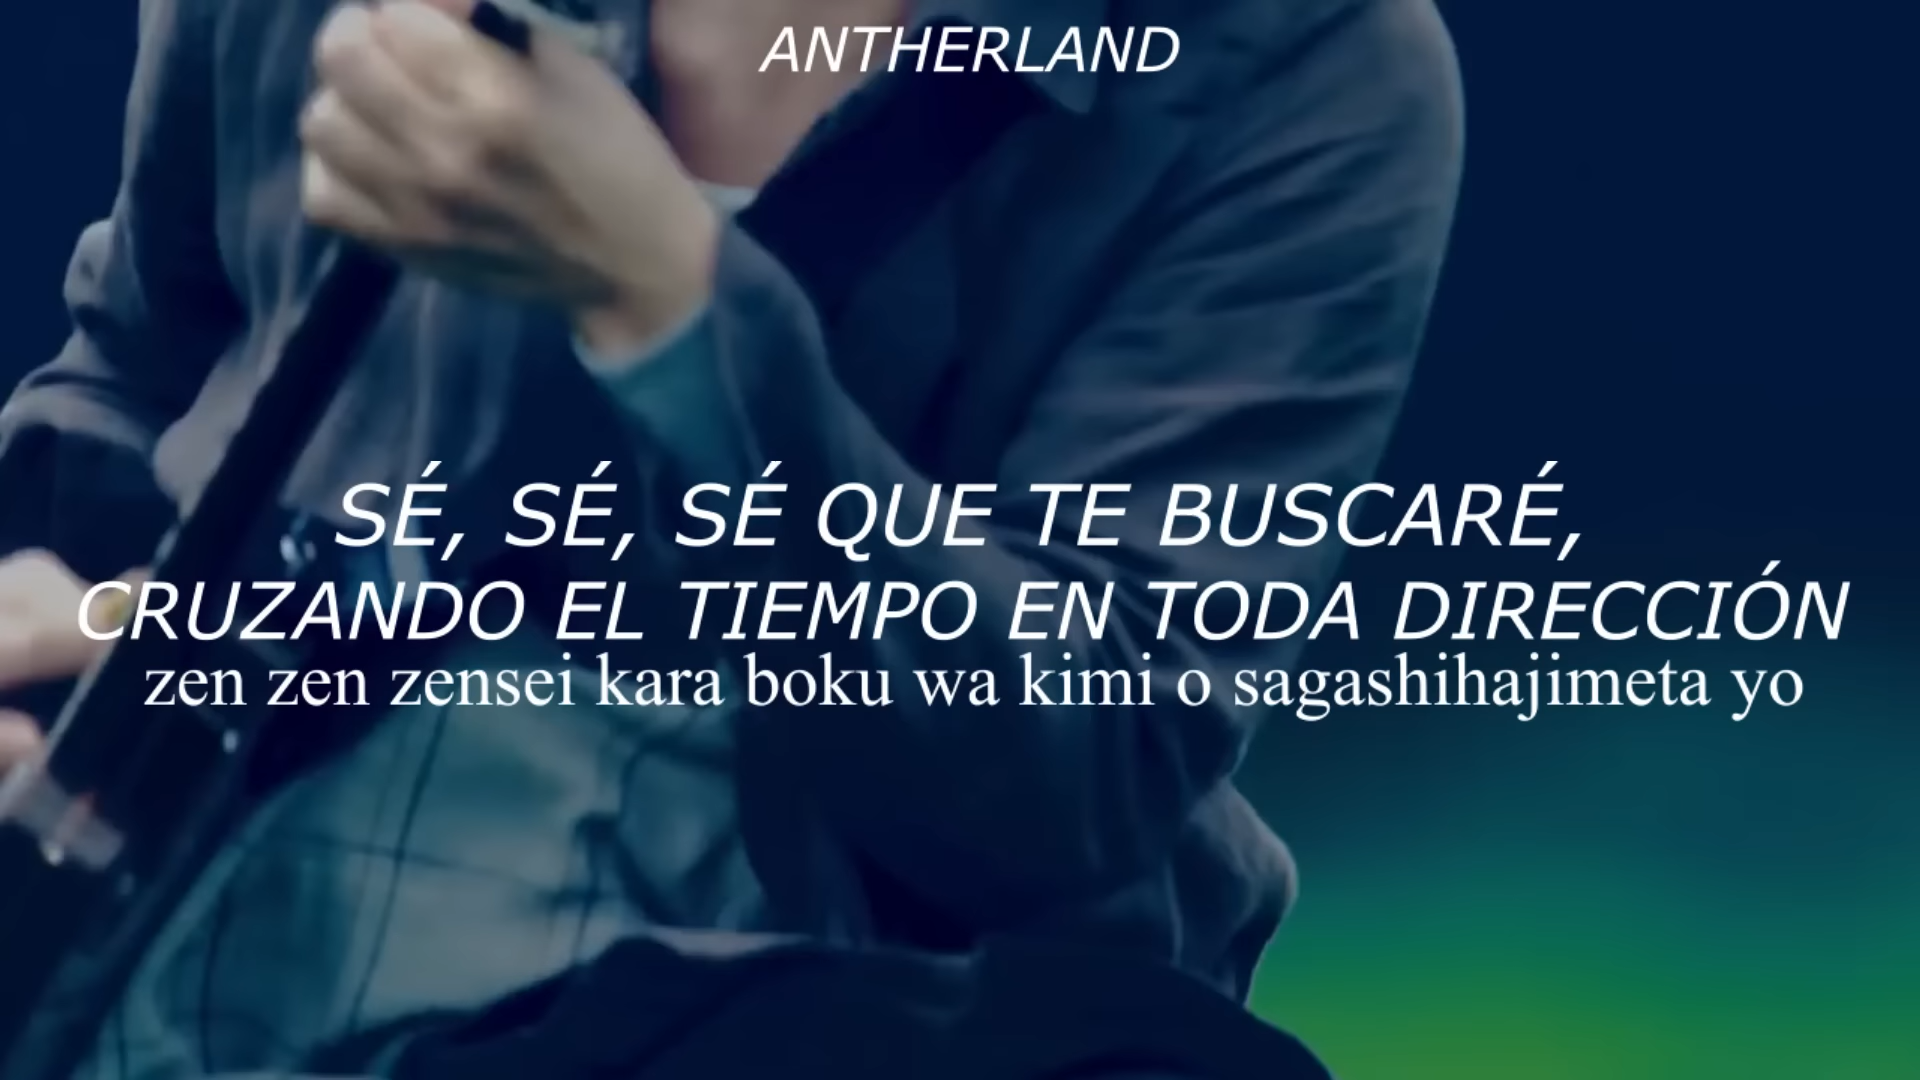 ANTHERLAND
SÉ, SÉ, SÉ QUE TE BUSCARÉ,
CRUZANDO EL TIEMPO EN TODA DIRECCIÓN
zen zen zensei kara boku wa kimi o sagashihajimeta yo